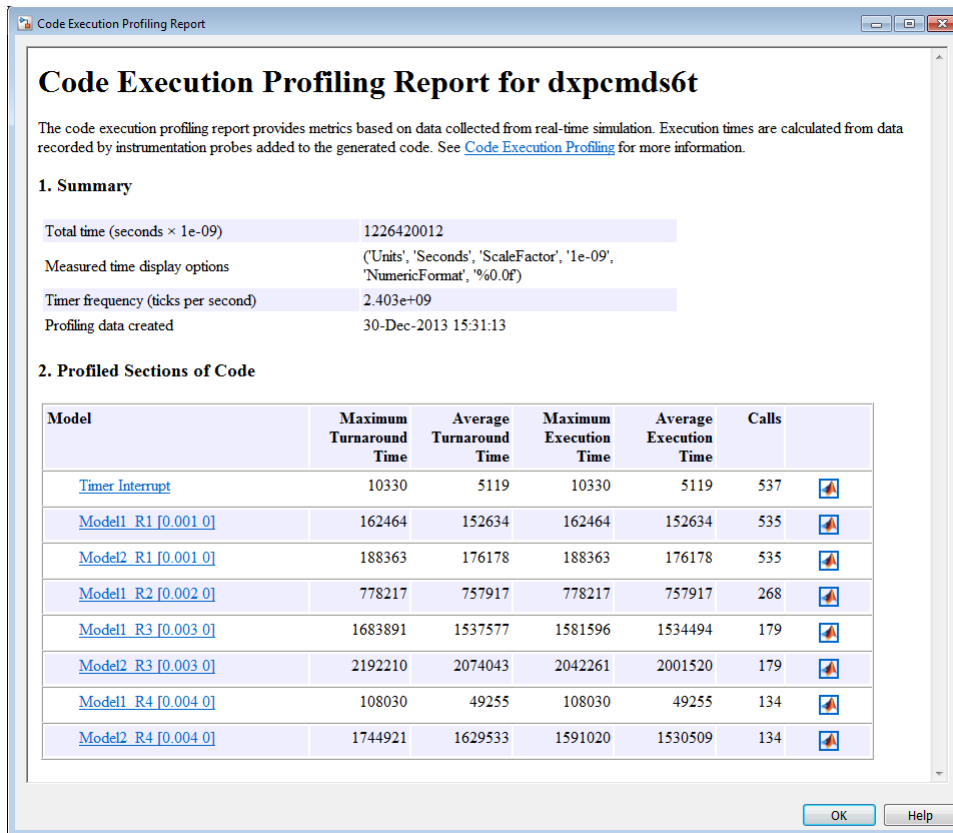 Code Execution Profiling Report
Code Execution Profiling Report for dxpcmds6t
The code execution profiling report provides metrics based on data collected from real-time simulation. Execution times are calculated from data
recorded by instrumentation probes added to the generated code. See Code Execution Profiling for more information.
1. Summary
Total time (seconds × 1e-09) 1226420012
Measured time display options ('Units', 'Seconds', 'ScaleFactor', '1e-09',
'NumericFormat', '%0.0f')
Timer frequency (ticks per second) 2.403e+09
Profiling data created 30-Dec-2013 15:31:13
2. Profiled Sections of Code
Model Maximum Average Maximum Average Calls
Turnaround Turnaround Execution Execution
Time Time Time Time
Timer Interrupt 10330 5119 10330 5119 537
Model1_R1 [0.001 0] 162464 152634 162464 152634 535
Model2_R1 [0.001 0] 188363 176178 188363 176178 535
Model1_R2 [0.002 0] 778217 757917 778217 757917 268
Model1_R3 [0.003 0] 1683891 1537577 1581596 1534494 179
Model2_R3 [0.003 0] 2192210 2074043 2042261 2001520 179
Model1_R4 [0.004 0] 108030 49255 108030 49255 134
Model2_R4 [0.004 0] 1744921 1629533 1591020 1530509 134
OK Help